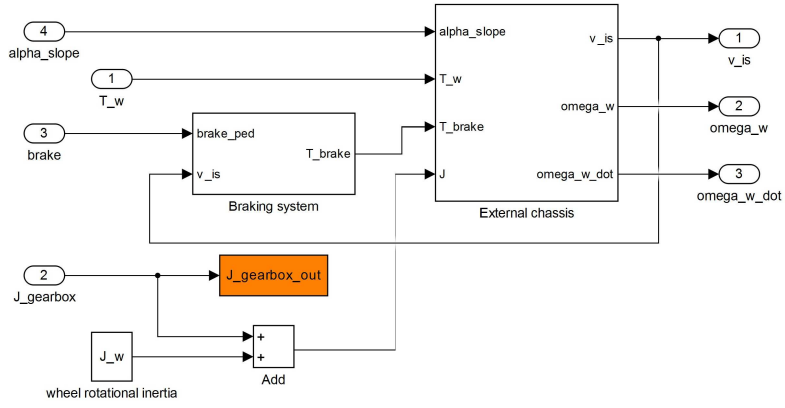 4
alpha_slope
1
T_w
3
brake
brake_ped
v_is
T_brake
Braking system
alpha_slope
T_w
T_brake
J
v_is
omega_w
omega_w_dot
External chassis
1
v_is
2
omega_w
3
omega_w_dot
2
J_gearbox
J_gearbox_out
J_w
wheel rotational inertia
+
+
Add